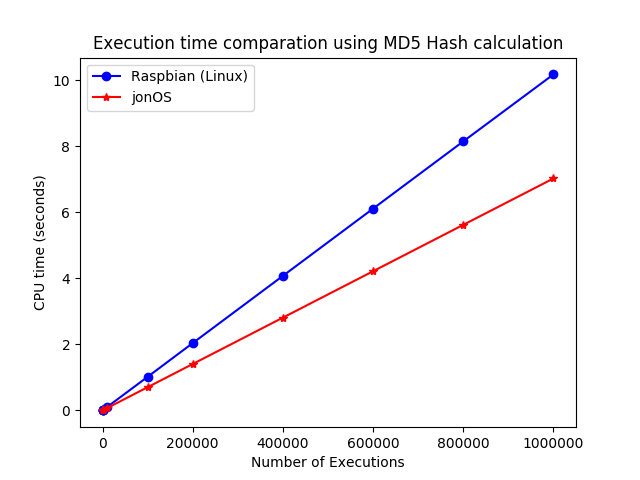 Execution time comparation using MD5 Hash calculation
Raspbian (Linux)
jonOS
CPU time (seconds)
10
8
6
4
2
0
0 200000 400000 600000 800000 1000000
Number of Executions